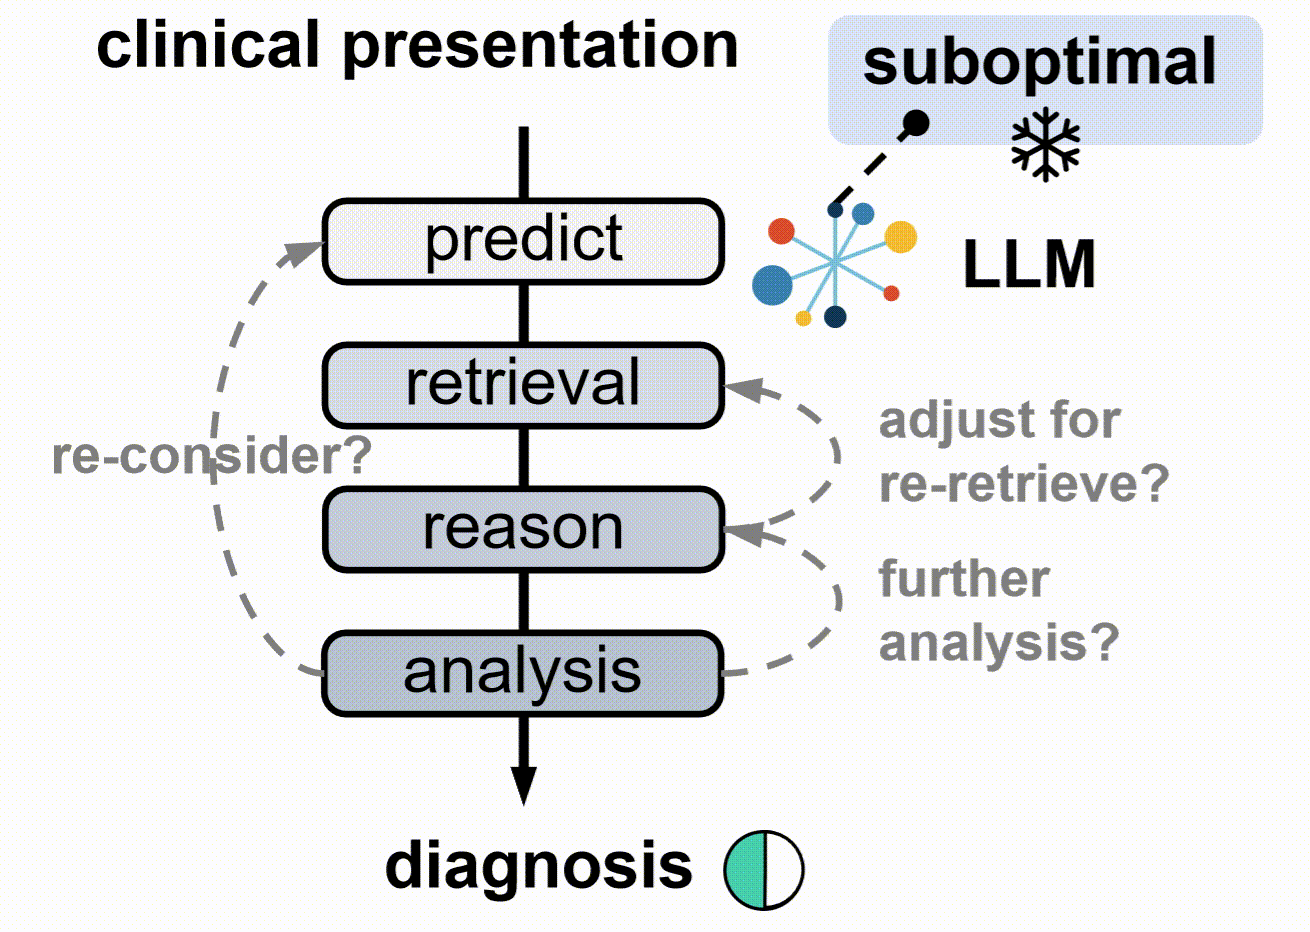 clinical presentation
suboptimal
predict
LLM
retrieval
adjust for
re-retrieve?
re-consider?
reason
further
analysis?
analysis
diagnosis